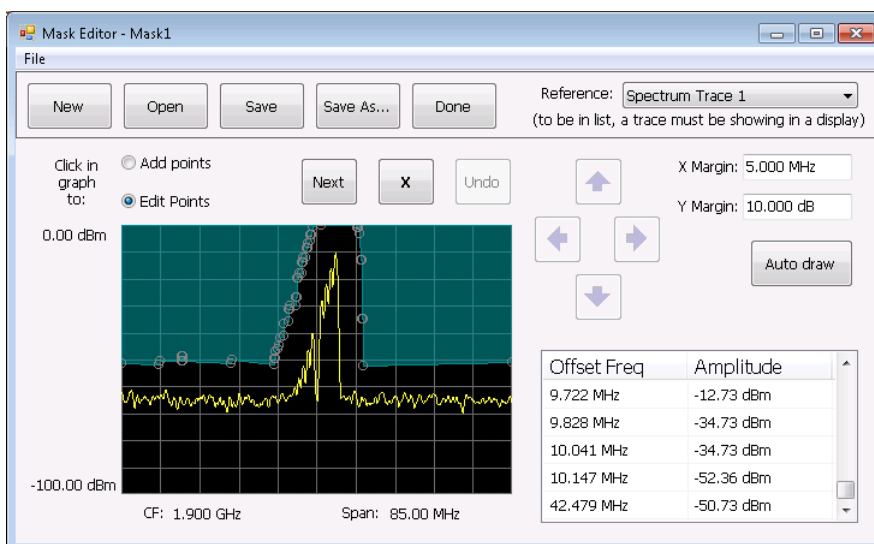 Mask Editor - Mask1
File
New
Open
Save
Save As...
Done
Reference:
Spectrum Trace 1
(to be in list, a trace must be showing in a display)
Click in
graph
to:
Add points
Edit Points
Next
X
Undo
X Margin: 5.000 MHz
Y Margin: 10.000 dB
Auto draw
0.00 dBm
-100.00 dBm
CF: 1.900 GHz
Span: 85.00 MHz
Offset Freq Amplitude
9.722 MHz -12.73 dBm
9.828 MHz -34.73 dBm
10.041 MHz -34.73 dBm
10.147 MHz -52.36 dBm
42.479 MHz -50.73 dBm